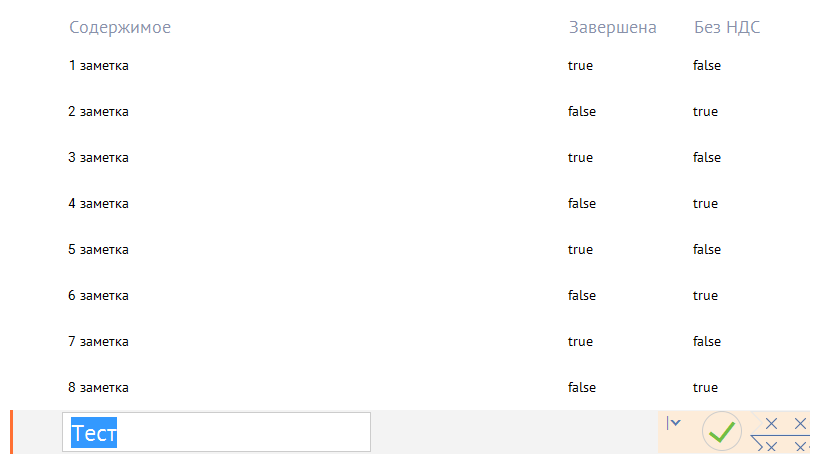 Содержимое Завершена Без НДС
1 заметка true false
2 заметка false true
3 заметка true false
4 заметка false true
5 заметка true false
6 заметка false true
7 заметка true false
8 заметка false true
Тест